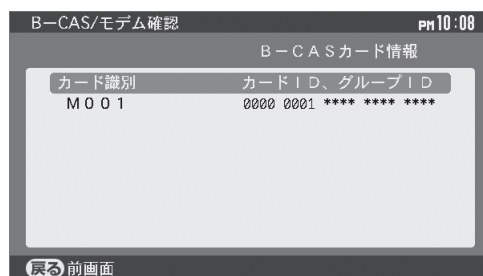 B－CAS/モデム確認 PM10:08
B－CASカード情報
カード識別 カードID、グループID
M001 0000 0001 **** **** ****
戻る 前画面